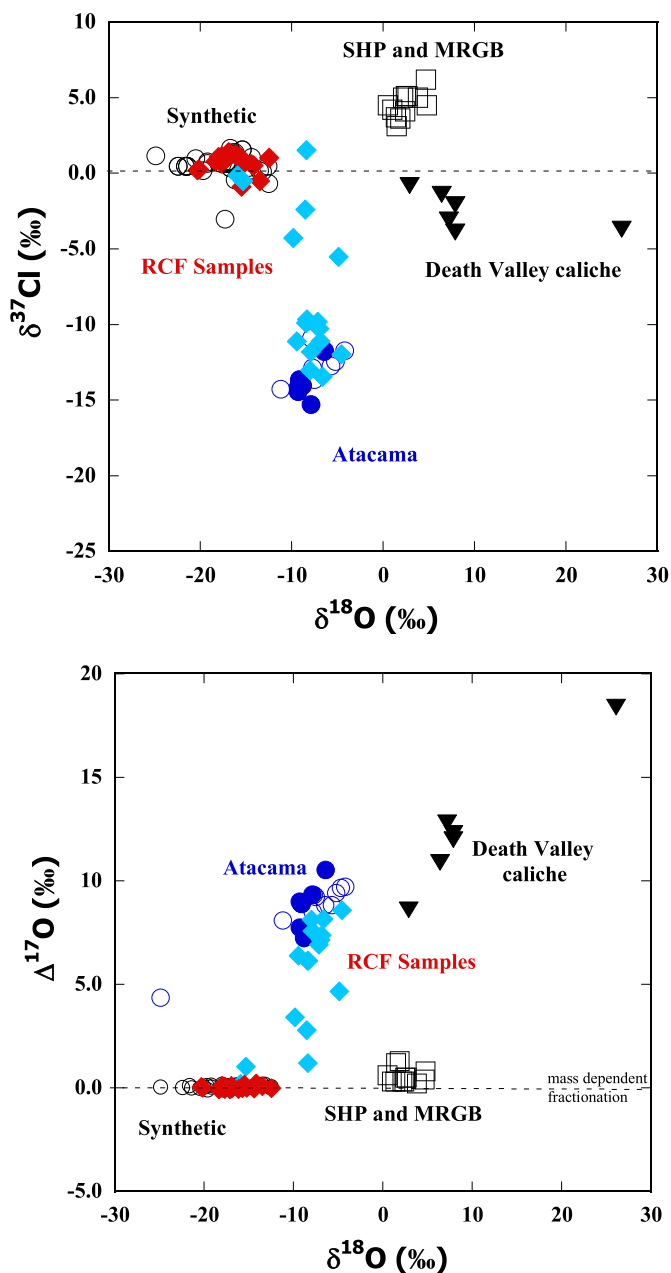 10
SHP and MRGB
5.0
Synthetic
0.0
RCF Samples
-5.0
Death Valley caliche
δ³⁷Cl (‰)
-10
-15
Atacama
-20
-25
-30 -20 -10 0 10 20 30
δ¹⁸O (‰)
20
15
Death Valley
caliche
Atacama
10
Δ¹⁷O (‰)
RCF Samples
5.0
mass dependent
fractionation
0.0
SHP and MRGB
Synthetic
-5.0
-30 -20 -10 0 10 20 30
δ¹⁸O (‰)